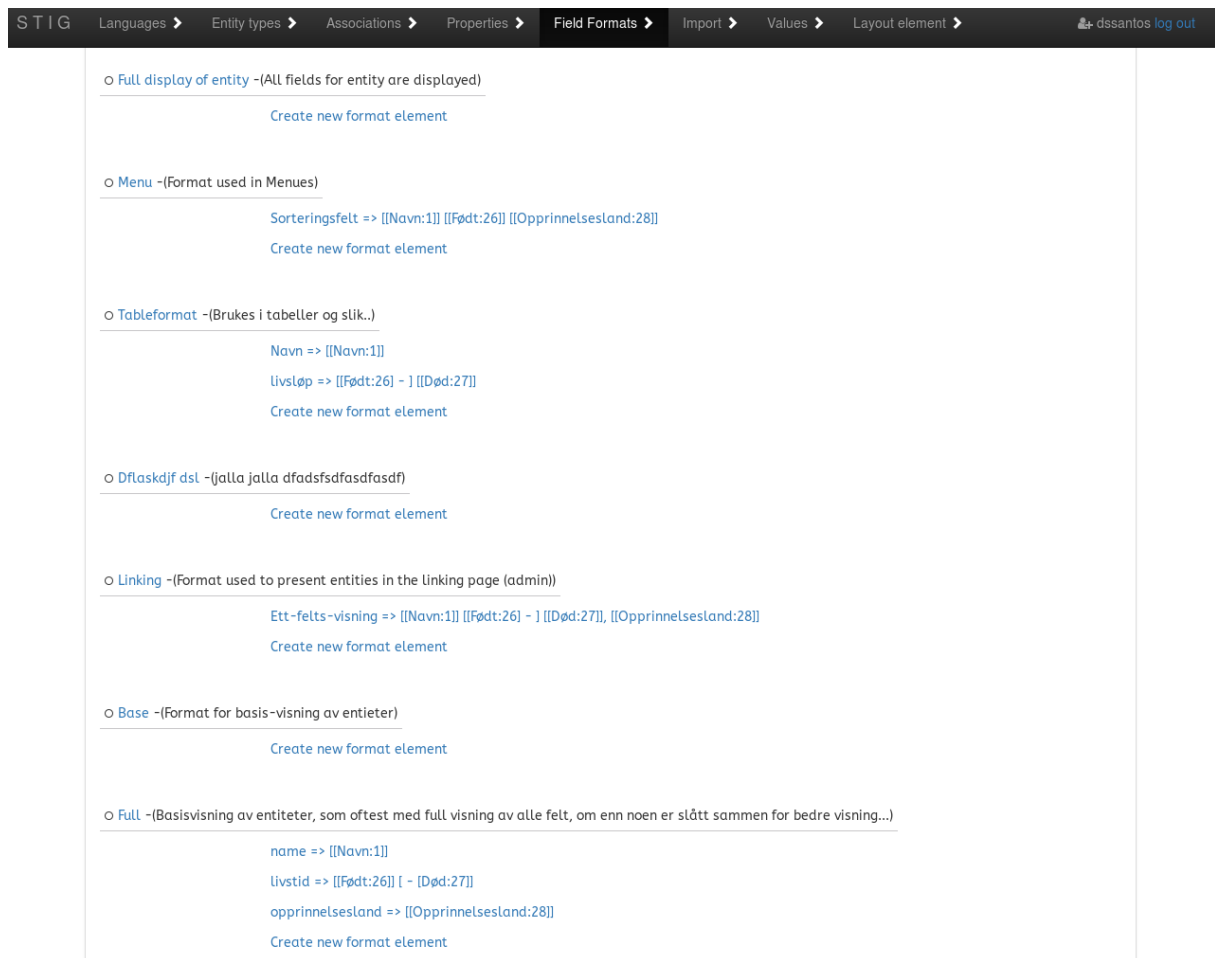 STIG Languages Entity types Associations Properties Field Formats Import Values Layout element dssantos log out
Full display of entity -(All fields for entity are displayed)
Create new format element
Menu -(Format used in Menues)
Sorteringsfelt => [[Navn:1]] [[Født:26]] [[Opprinnelsesland:28]]
Create new format element
Tableformat -(Brukes i tabeller og slik..)
Navn => [[Navn:1]]
livsløp => [[Født:26] - ] [[Død:27]]
Create new format element
Dflaskdjf dsl -(jalla jalla dfadsfsdfasdfasdf)
Create new format element
Linking -(Format used to present entities in the linking page (admin))
Ett-felts-visning => [[Navn:1]] [[Født:26] - ] [[Død:27]], [[Opprinnelsesland:28]]
Create new format element
Base -(Format for basis-visning av entieter)
Create new format element
Full -(Basisvisning av entiteter, som oftest med full visning av alle felt, om enn noen er slått sammen for bedre visning...)
name => [[Navn:1]]
livstid => [[Født:26]] [ - [Død:27]]
opprinnelsesland => [[Opprinnelsesland:28]]
Create new format element